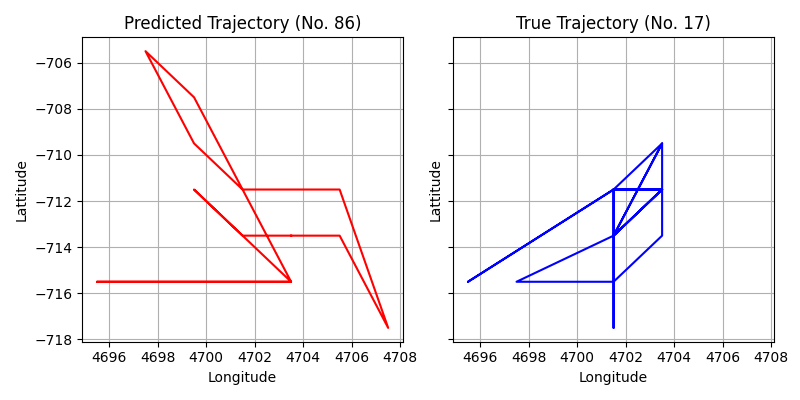 Predicted Trajectory (No. 86)
True Trajectory (No. 17)
Lattitude
−706
−708
−710
−712
−714
−716
−718
4696 4698 4700 4702 4704 4706 4708
Longitude
Lattitude
4696 4698 4700 4702 4704 4706 4708
Longitude